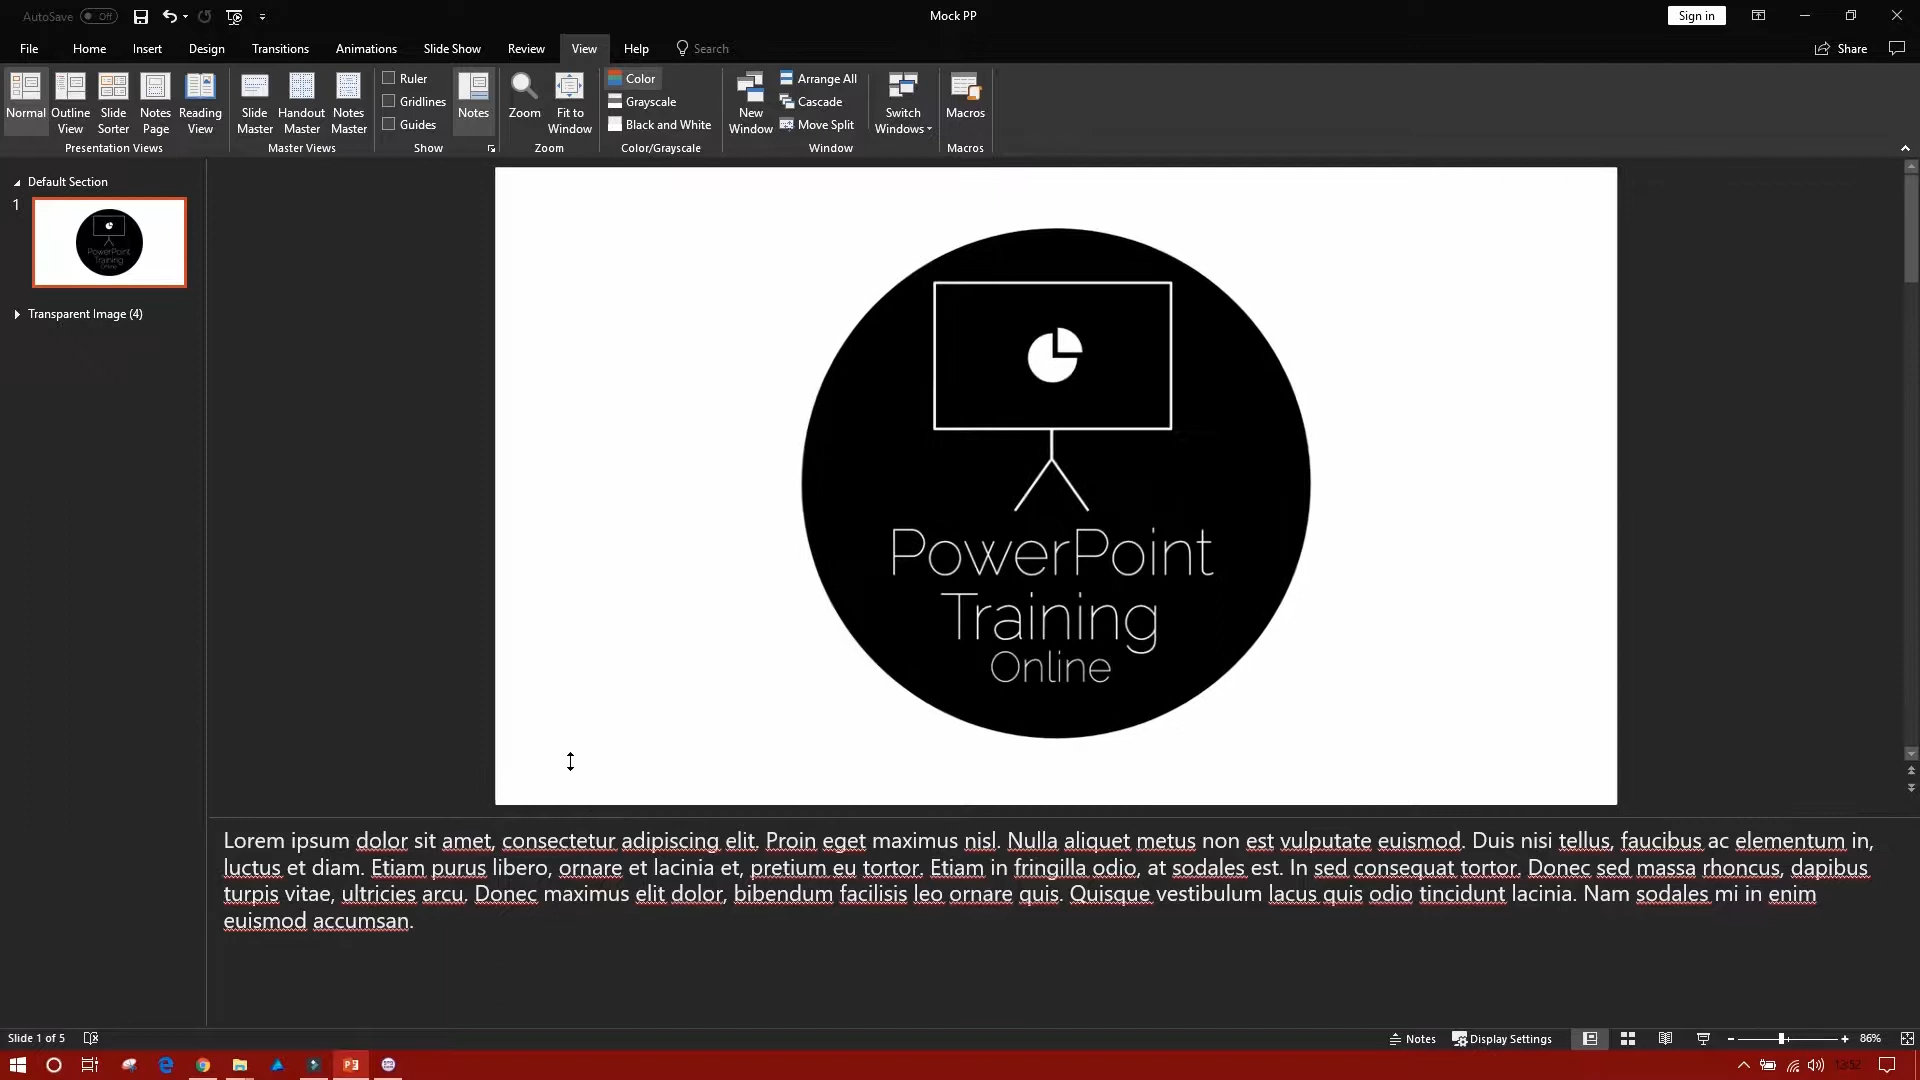 AutoSave Off
Mock PP
Sign in
File Home Insert Design Transitions Animations Slide Show Review View Help Search
Share
Normal
Outline View
Slide Sorter
Notes Page
Reading View
Presentation Views
Slide Master
Handout Master
Notes Master
Master Views
Ruler
Gridlines
Guides
Show
Notes
Zoom
Fit to Window
Zoom
Color
Grayscale
Black and White
Color/Grayscale
New Window
Arrange All
Cascade
Move Split
Switch Windows
Window
Macros
Macros
Default Section
1
PowerPoint
Training
Online
Transparent Image (4)
PowerPoint
Training
Online
Lorem ipsum dolor sit amet, consectetur adipiscing elit. Proin eget maximus nisl. Nulla aliquet metus non est vulputate euismod. Duis nisi tellus, faucibus ac elementum in,
luctus et diam. Etiam purus libero, ornare et lacinia et, pretium eu tortor. Etiam in fringilla odio, at sodales est. In sed consequat tortor. Donec sed massa rhoncus, dapibus
turpis vitae, ultricies arcu. Donec maximus elit dolor, bibendum facilisis leo ornare quis. Quisque vestibulum lacus quis odio tincidunt lacinia. Nam sodales mi in enim
euismod accumsan.
Slide 1 of 5
Notes
Display Settings
86%
13:52